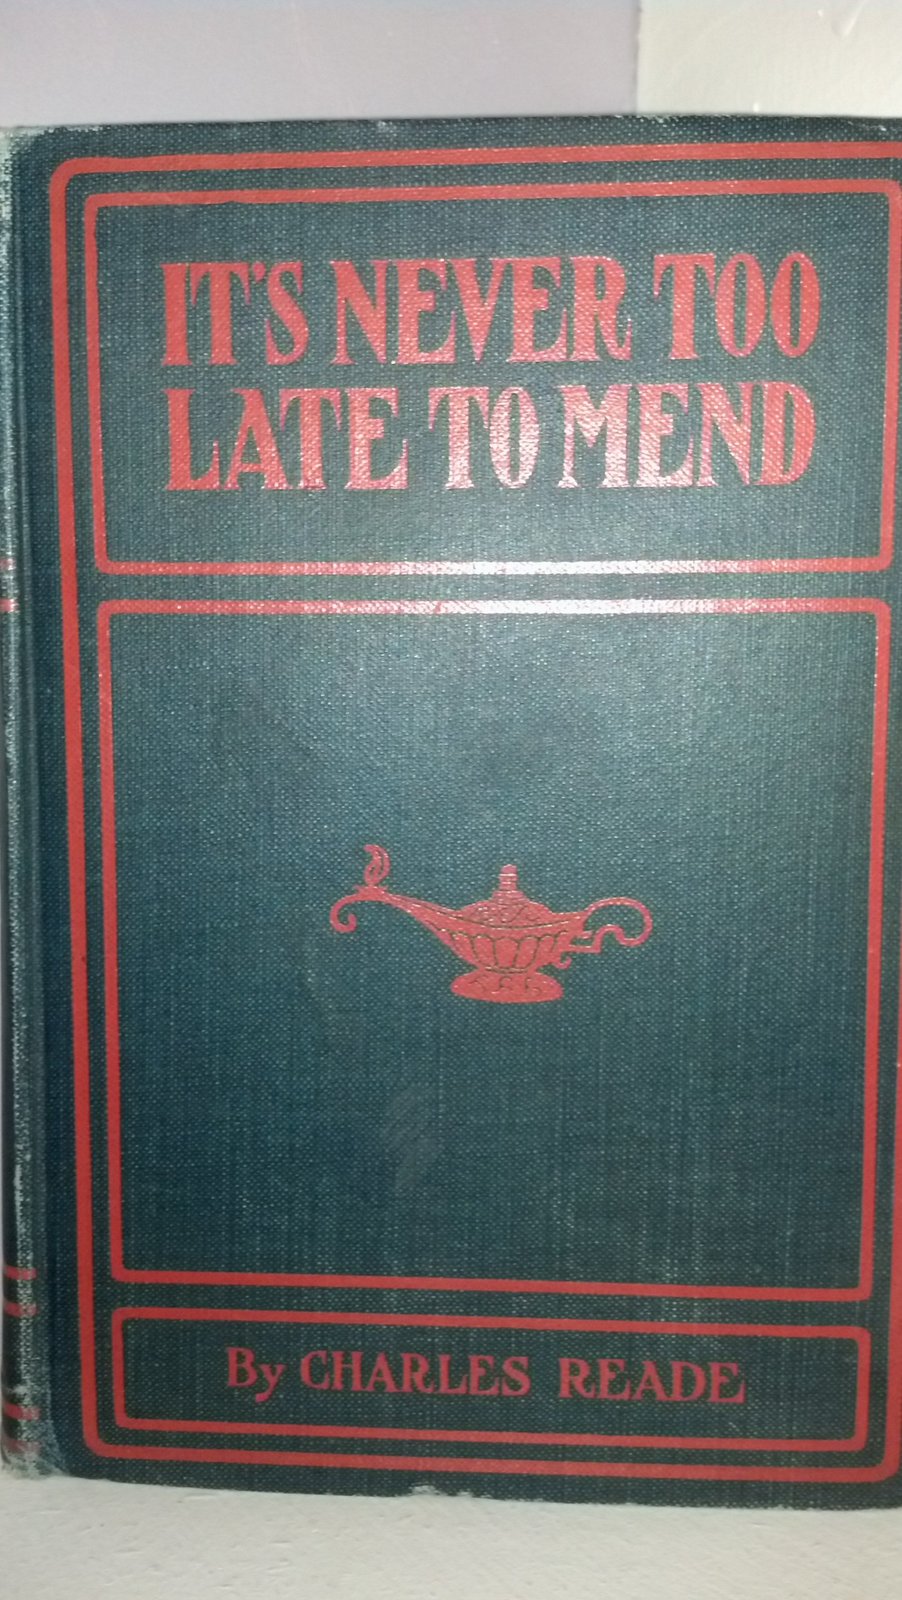 IT'S NEVER TOO
LATE TO MEND
By CHARLES READE